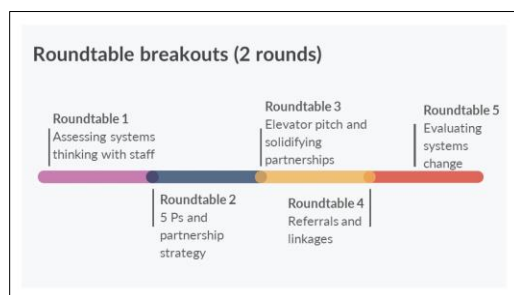 Roundtable breakouts (2 rounds)
Roundtable 1
Assessing systems
thinking with staff
Roundtable 2
5 Ps and
partnership
strategy
Roundtable 3
Elevator pitch and
solidifying
partnerships
Roundtable 4
Referrals and
linkages
Roundtable 5
Evaluating
systems
change